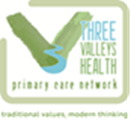 THREE
VALLEYS
HEALTH
primary care network
traditional values, modern thinking